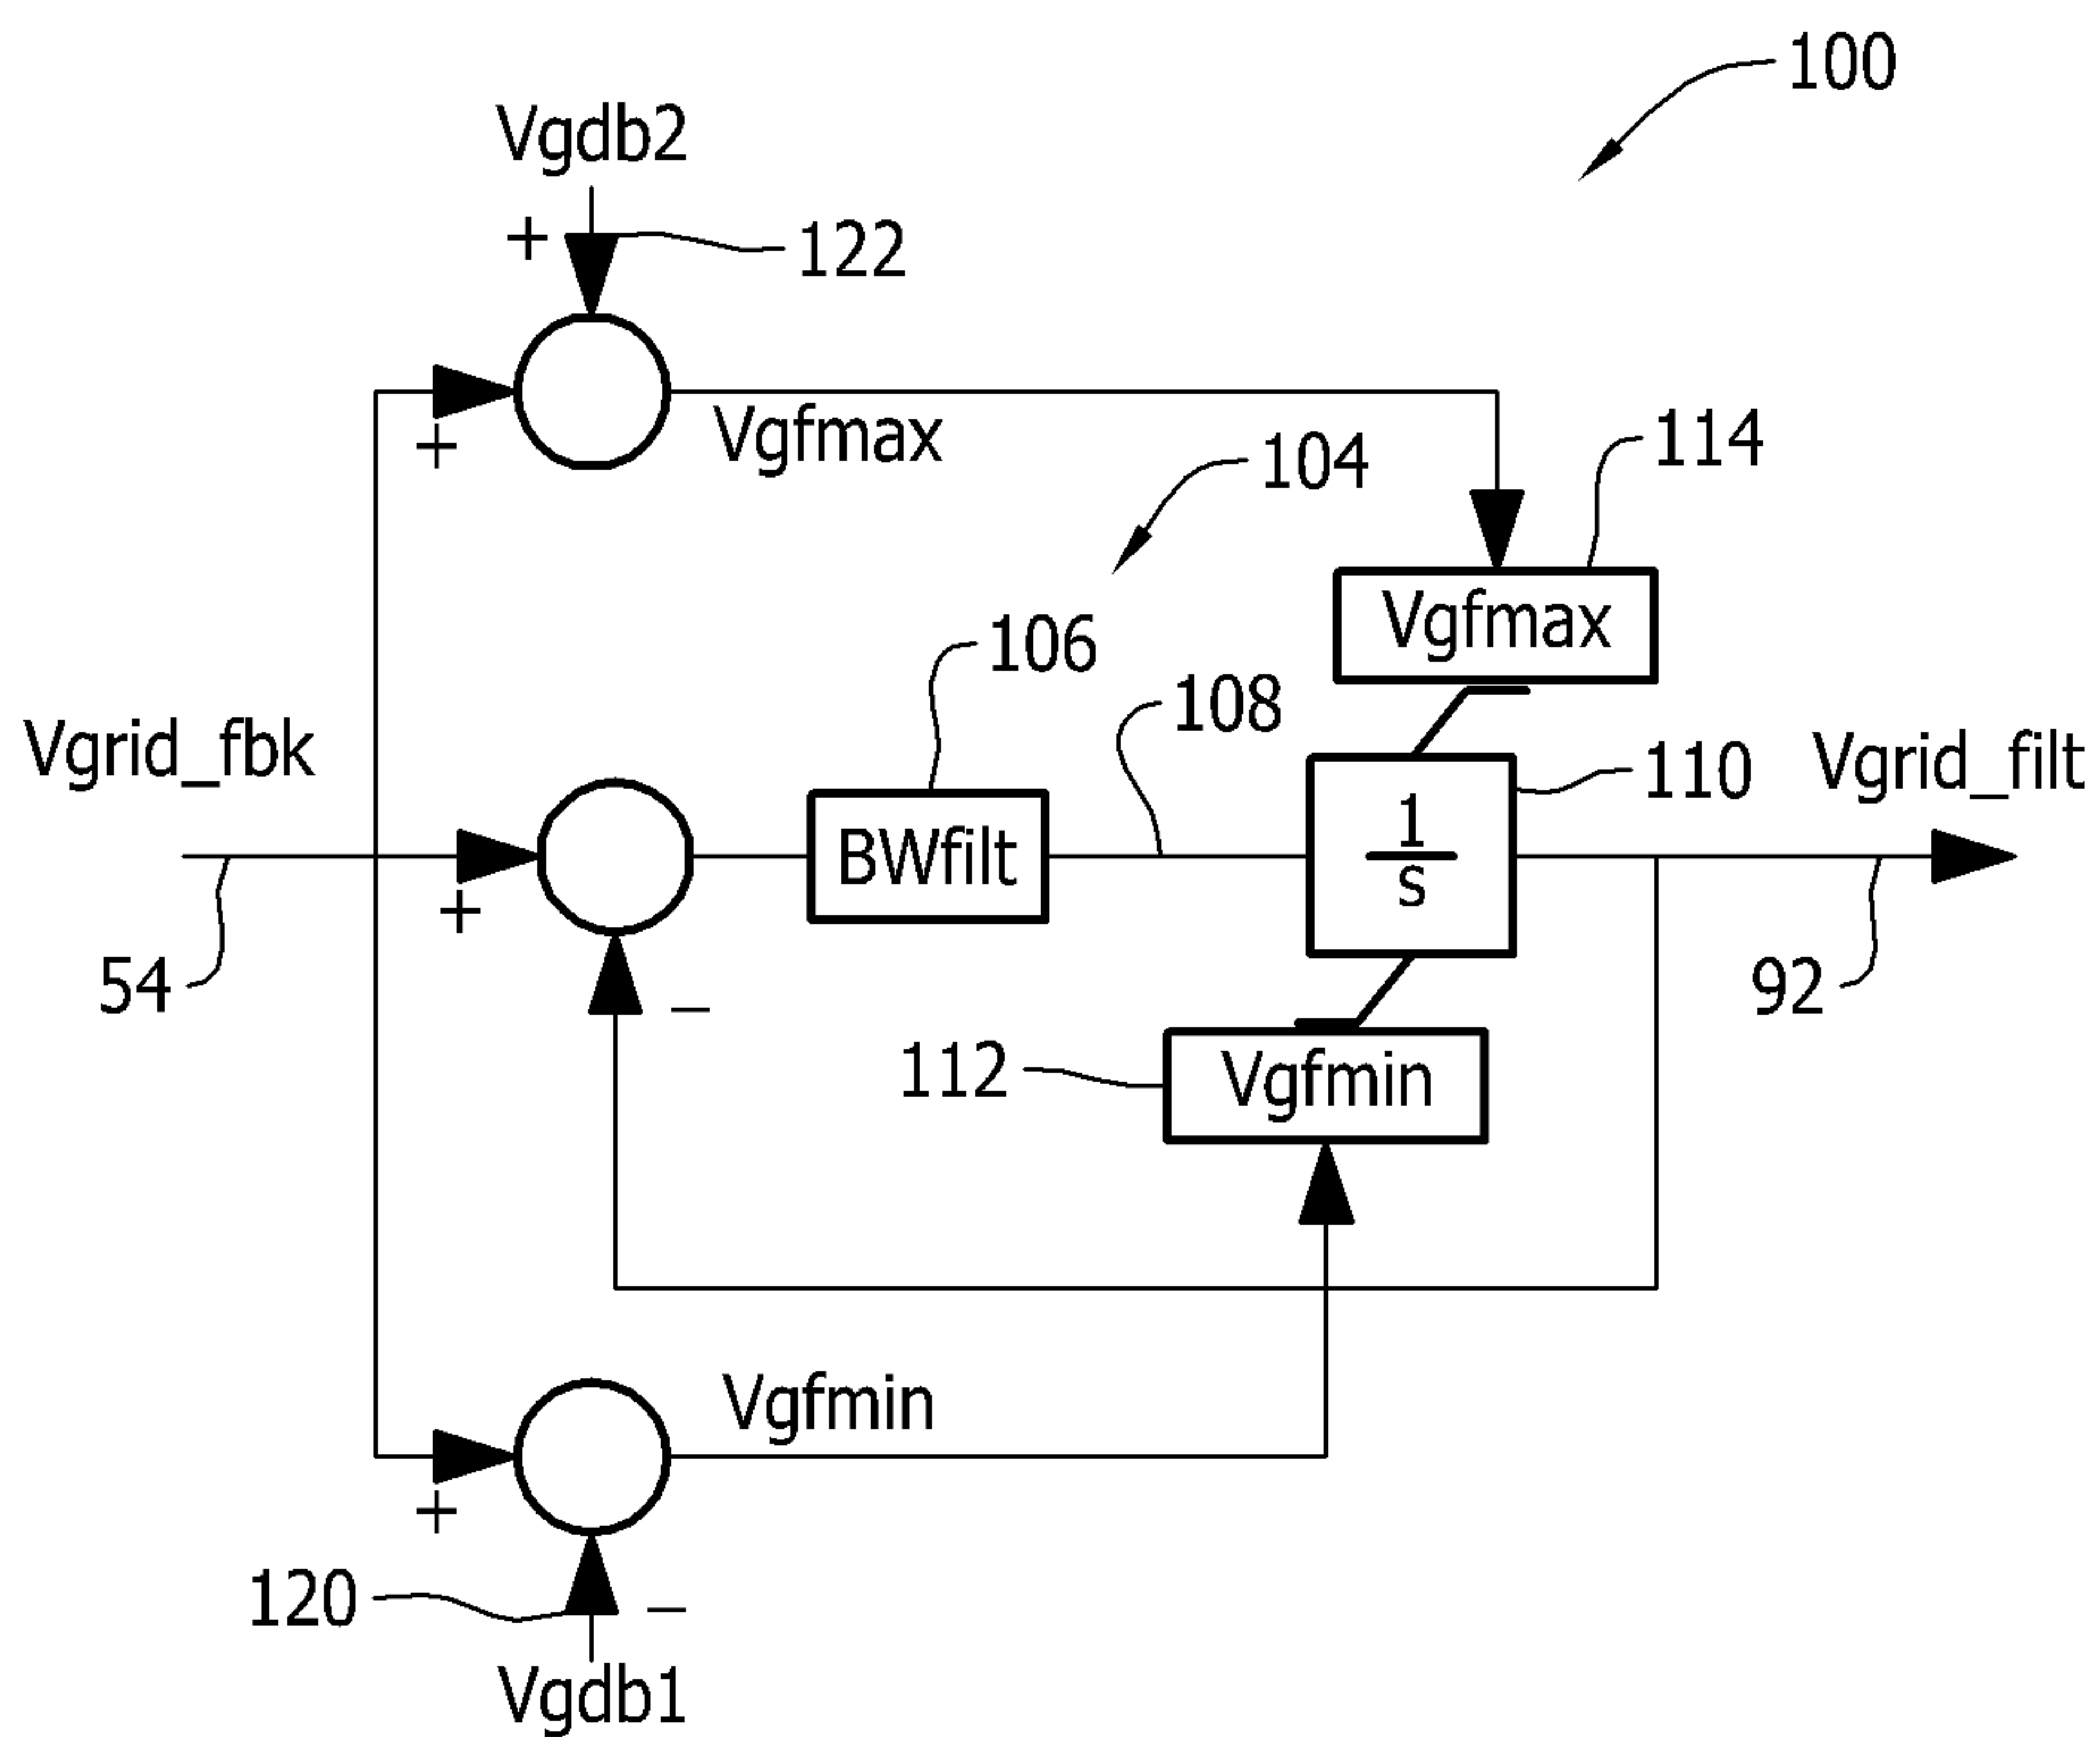 100
Vgdb2
+
122
+
Vgfmax
104
114
Vgfmax
106
108
Vgrid_fbk
110
Vgrid_filt
BWfilt
1
s
+
54
−
92
112
Vgfmin
Vgfmin
+
120
−
Vgdb1